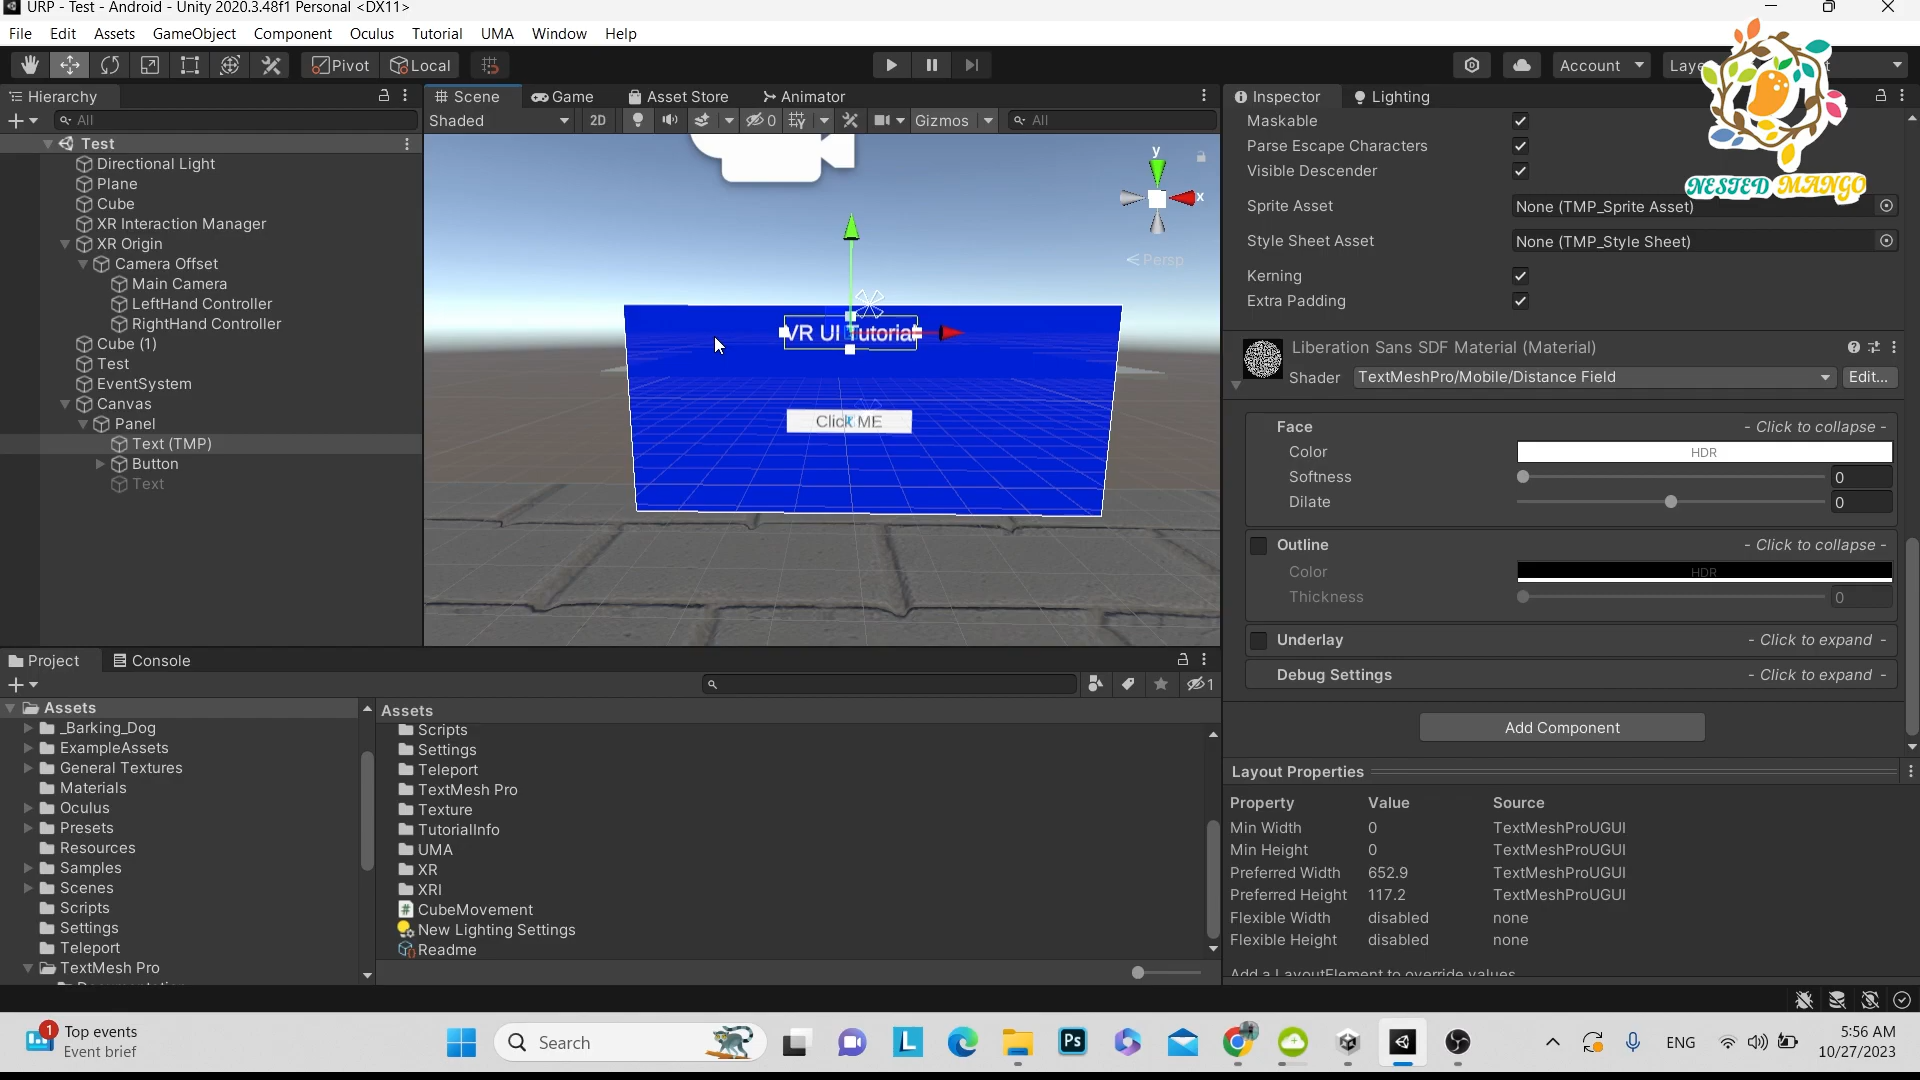 URP - Test - Android - Unity 2020.3.48f1 Personal <DX11>
File Edit Assets GameObject Component Oculus Tutorial UMA Window Help
Pivot Local Account
NESTED MANGO
Hierarchy
All
Test
Directional Light
Plane
Cube
XR Interaction Manager
XR Origin
Camera Offset
Main Camera
LeftHand Controller
RightHand Controller
Cube (1)
Test
EventSystem
Canvas
Panel
Text (TMP)
Button
Text
Scene Game Asset Store Animator
Shaded 2D 0 Gizmos All
y
x
Persp
VR UI Tutorial
Click ME
Inspector Lighting
Maskable
Parse Escape Characters
Visible Descender
Sprite Asset None (TMP_Sprite Asset)
Style Sheet Asset None (TMP_Style Sheet)
Kerning
Extra Padding
Liberation Sans SDF Material (Material)
Shader TextMeshPro/Mobile/Distance Field Edit...
Face - Click to collapse -
Color HDR
Softness 0
Dilate 0
Outline - Click to collapse -
Color HDR
Thickness 0
Underlay - Click to expand -
Debug Settings - Click to expand -
Add Component
Layout Properties
Property Value Source
Min Width 0 TextMeshProUGUI
Min Height 0 TextMeshProUGUI
Preferred Width 652.9 TextMeshProUGUI
Preferred Height 117.2 TextMeshProUGUI
Flexible Width disabled none
Flexible Height disabled none
Add a LayoutElement to override values
Project Console
1
Assets
_Barking_Dog
ExampleAssets
General Textures
Materials
Oculus
Presets
Resources
Samples
Scenes
Scripts
Settings
Teleport
TextMesh Pro
Assets
Scripts
Settings
Teleport
TextMesh Pro
Texture
TutorialInfo
UMA
XR
XRI
CubeMovement
New Lighting Settings
Readme
1
Top events
Event brief
Search
L
Ps
ENG
5:56 AM
10/27/2023